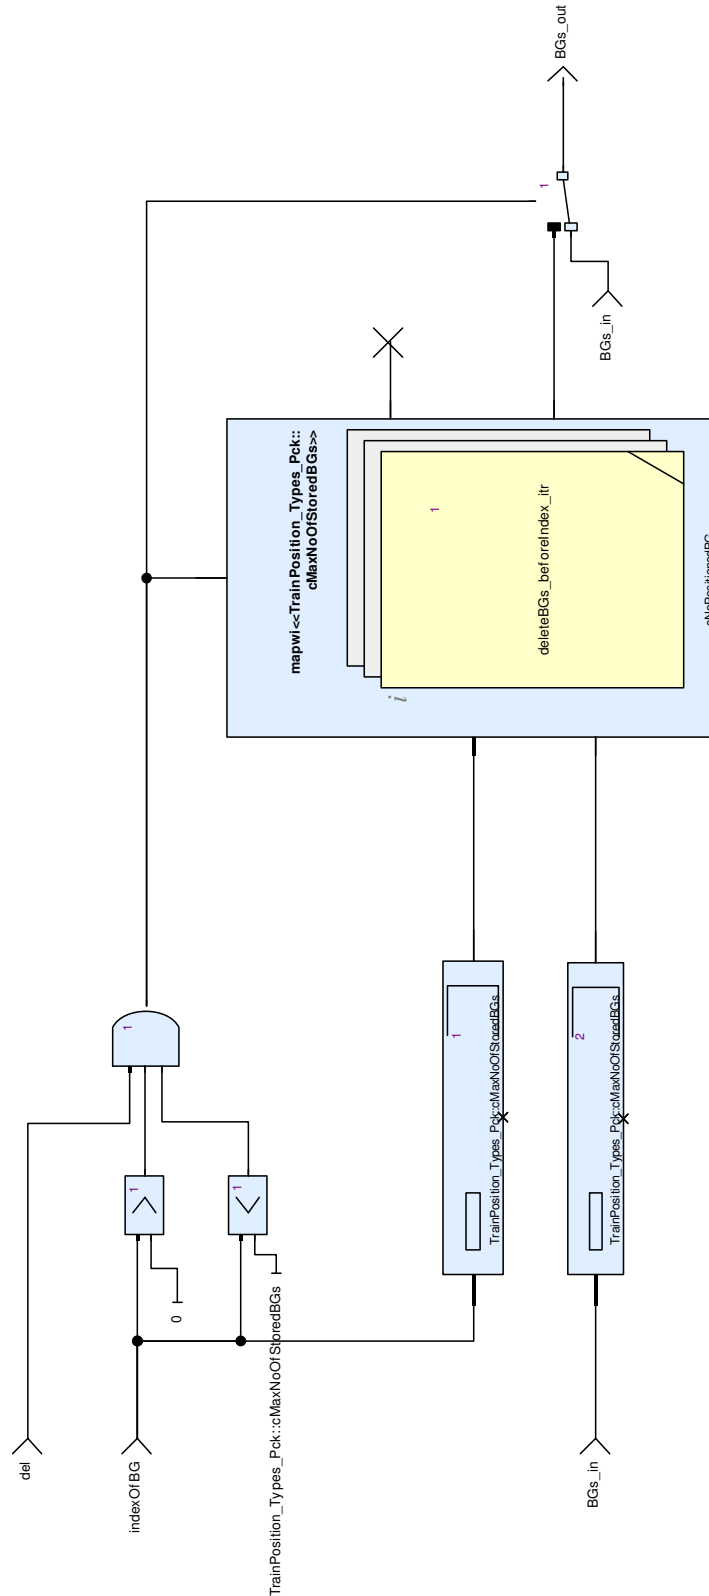 del
indexOfBG
0
TrainPosition_Types_Pck::cMaxNoOfStoredBGs
1
1
1
BGs_in
1
TrainPosition_Types_Pck::cMaxNoOfStoredBGs
2
TrainPosition_Types_Pck::cMaxNoOfStoredBGs
mapwi<<TrainPosition_Types_Pck::
cMaxNoOfStoredBGs>>
i
1
deleteBGs_beforeIndex_itr
BGs_in
1
BGs_out